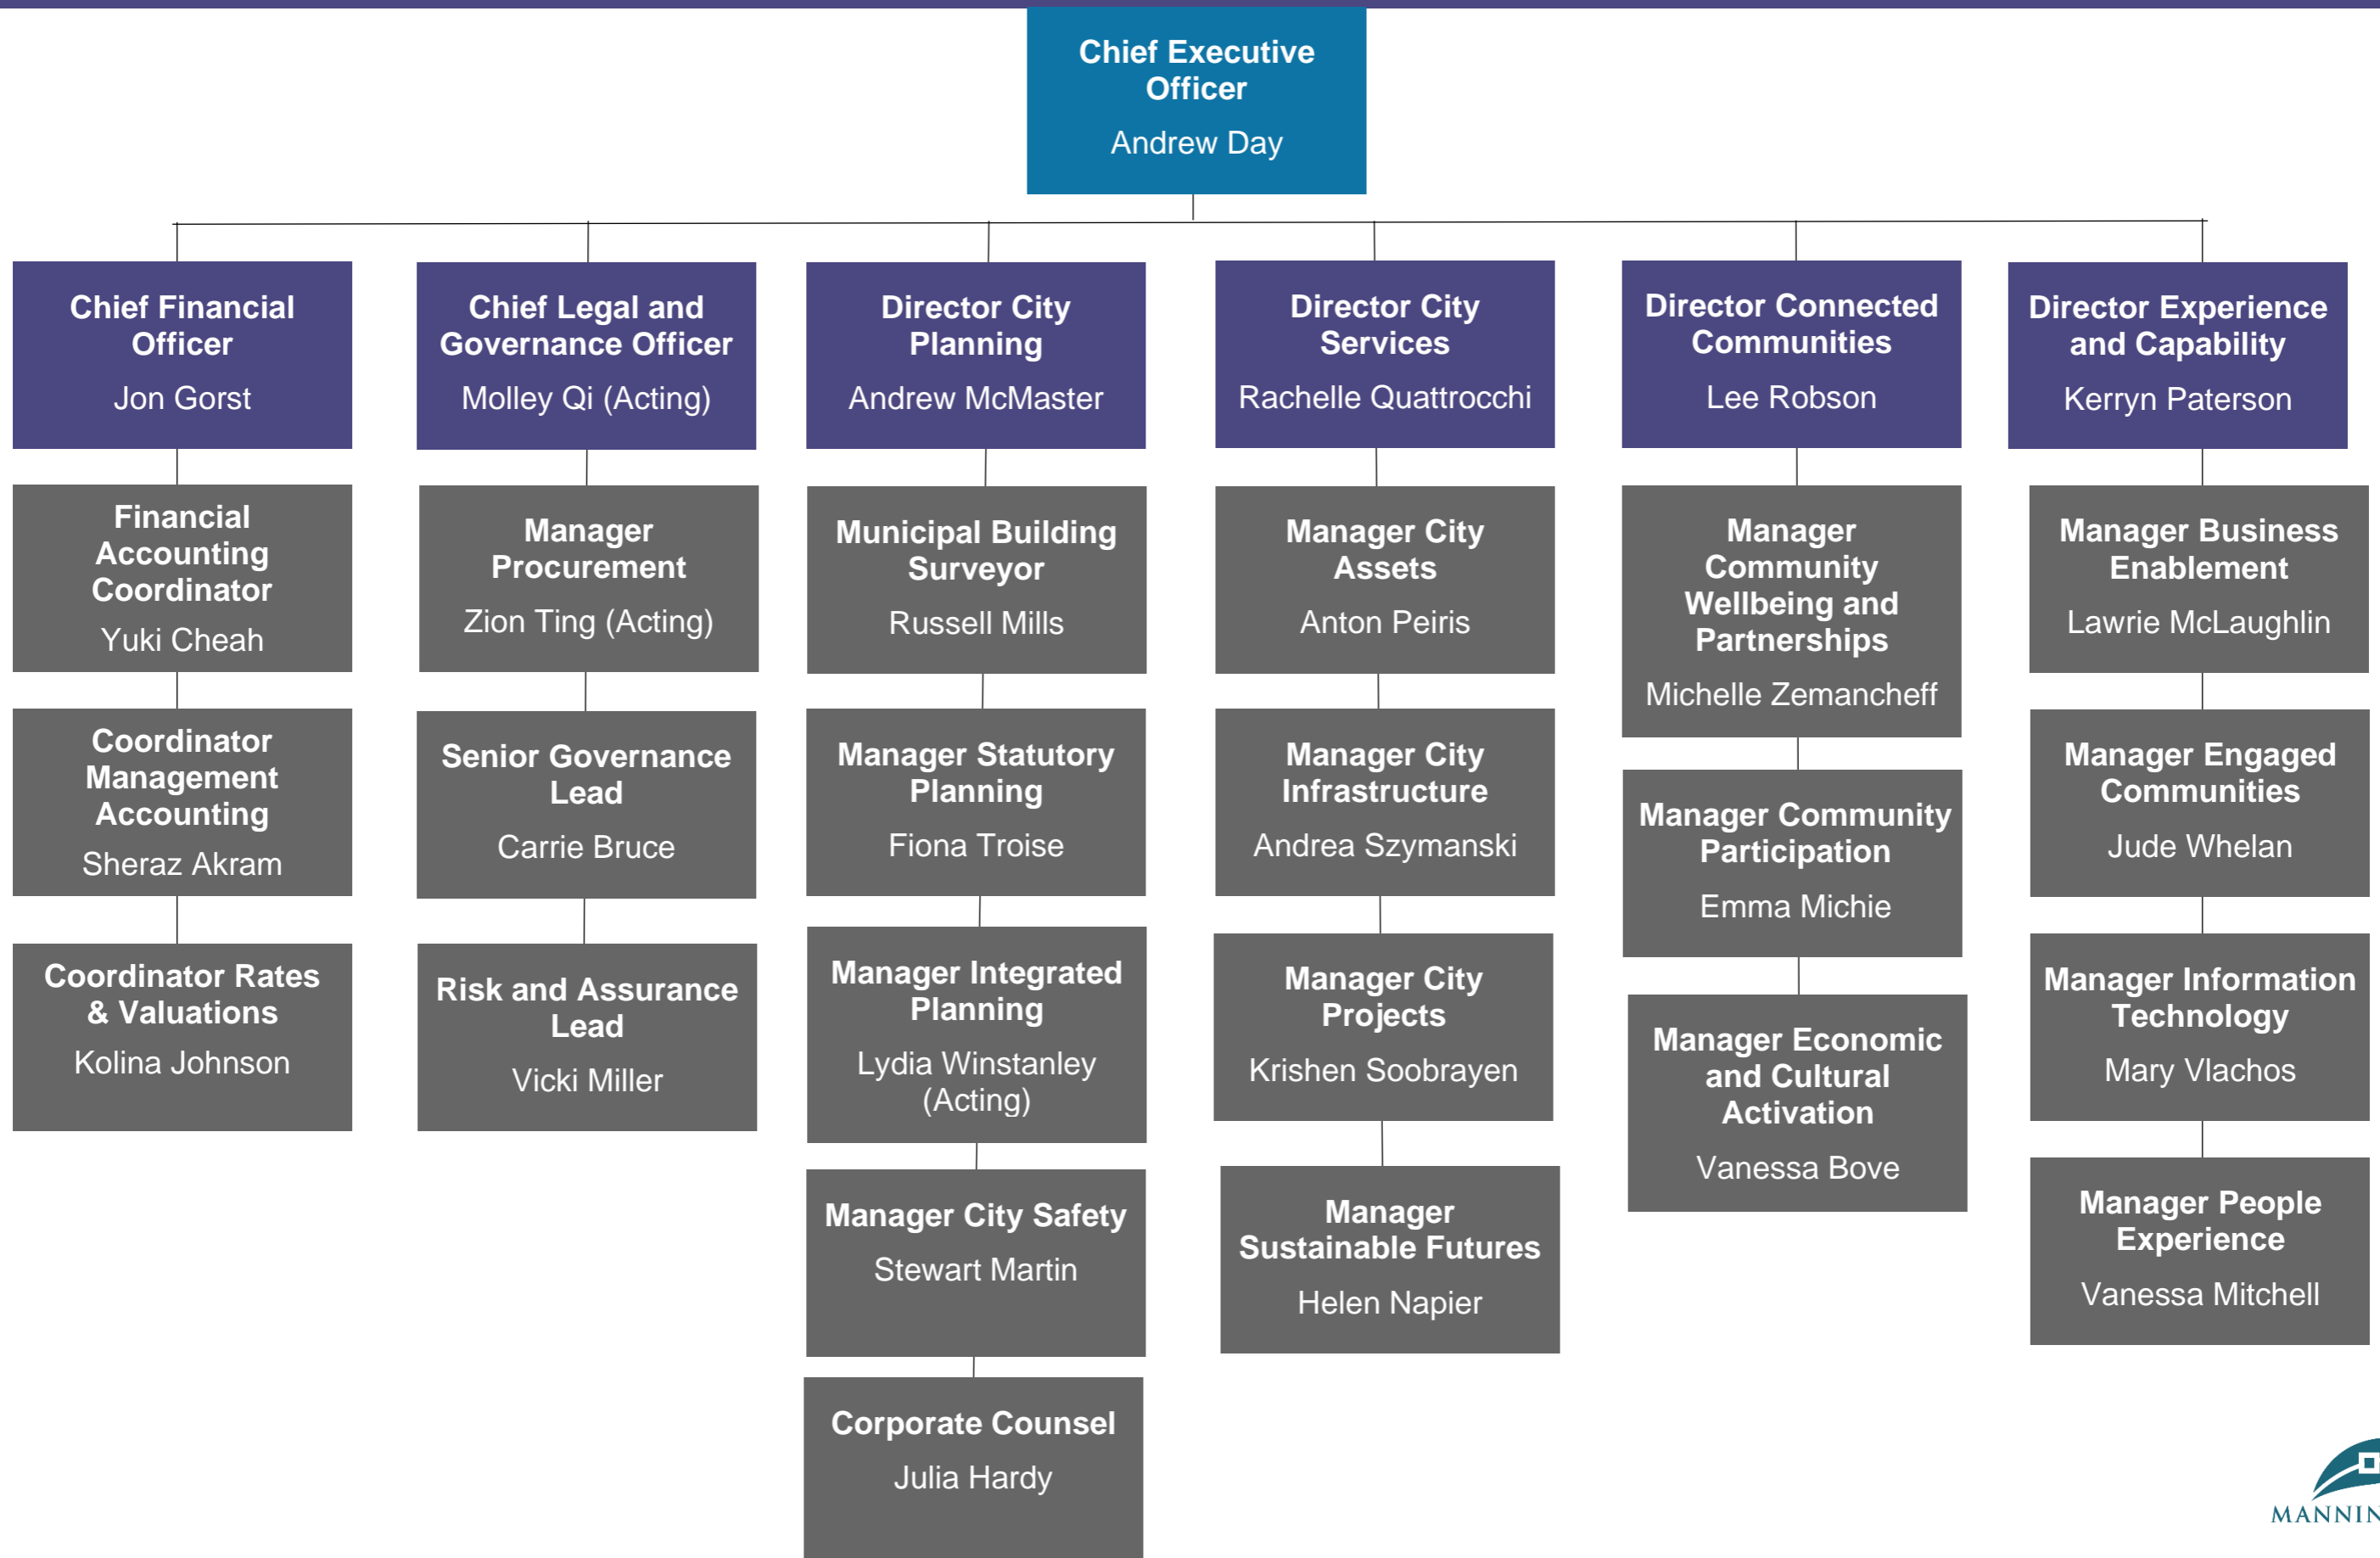 Chief Executive
Officer
Andrew Day
Chief Financial
Officer
Jon Gorst
Financial
Accounting
Coordinator
Yuki Cheah
Coordinator
Management
Accounting
Sheraz Akram
Coordinator Rates
& Valuations
Kolina Johnson
Chief Legal and
Governance Officer
Molley Qi (Acting)
Manager
Procurement
Zion Ting (Acting)
Senior Governance
Lead
Carrie Bruce
Risk and Assurance
Lead
Vicki Miller
Director City
Planning
Andrew McMaster
Municipal Building
Surveyor
Russell Mills
Manager Statutory
Planning
Fiona Troise
Manager Integrated
Planning
Lydia Winstanley
(Acting)
Manager City Safety
Stewart Martin
Corporate Counsel
Julia Hardy
Director City
Services
Rachelle Quattrocchi
Manager City
Assets
Anton Peiris
Manager City
Infrastructure
Andrea Szymanski
Manager City
Projects
Krishen Soobrayen
Manager
Sustainable Futures
Helen Napier
Director Connected
Communities
Lee Robson
Manager
Community
Wellbeing and
Partnerships
Michelle Zemancheff
Manager Community
Participation
Emma Michie
Manager Economic
and Cultural
Activation
Vanessa Bove
Director Experience
and Capability
Kerryn Paterson
Manager Business
Enablement
Lawrie McLaughlin
Manager Engaged
Communities
Jude Whelan
Manager Information
Technology
Mary Vlachos
Manager People
Experience
Vanessa Mitchell